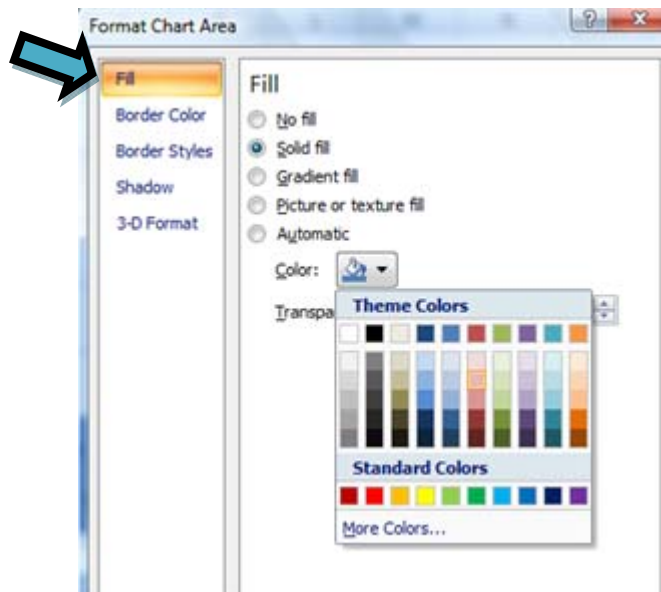 Format Chart Area
?
X
Fill
Border Color
Border Styles
Shadow
3-D Format
Fill
No fill
Solid fill
Gradient fill
Picture or texture fill
Automatic
Color:
Transpa
Theme Colors
Standard Colors
More Colors...